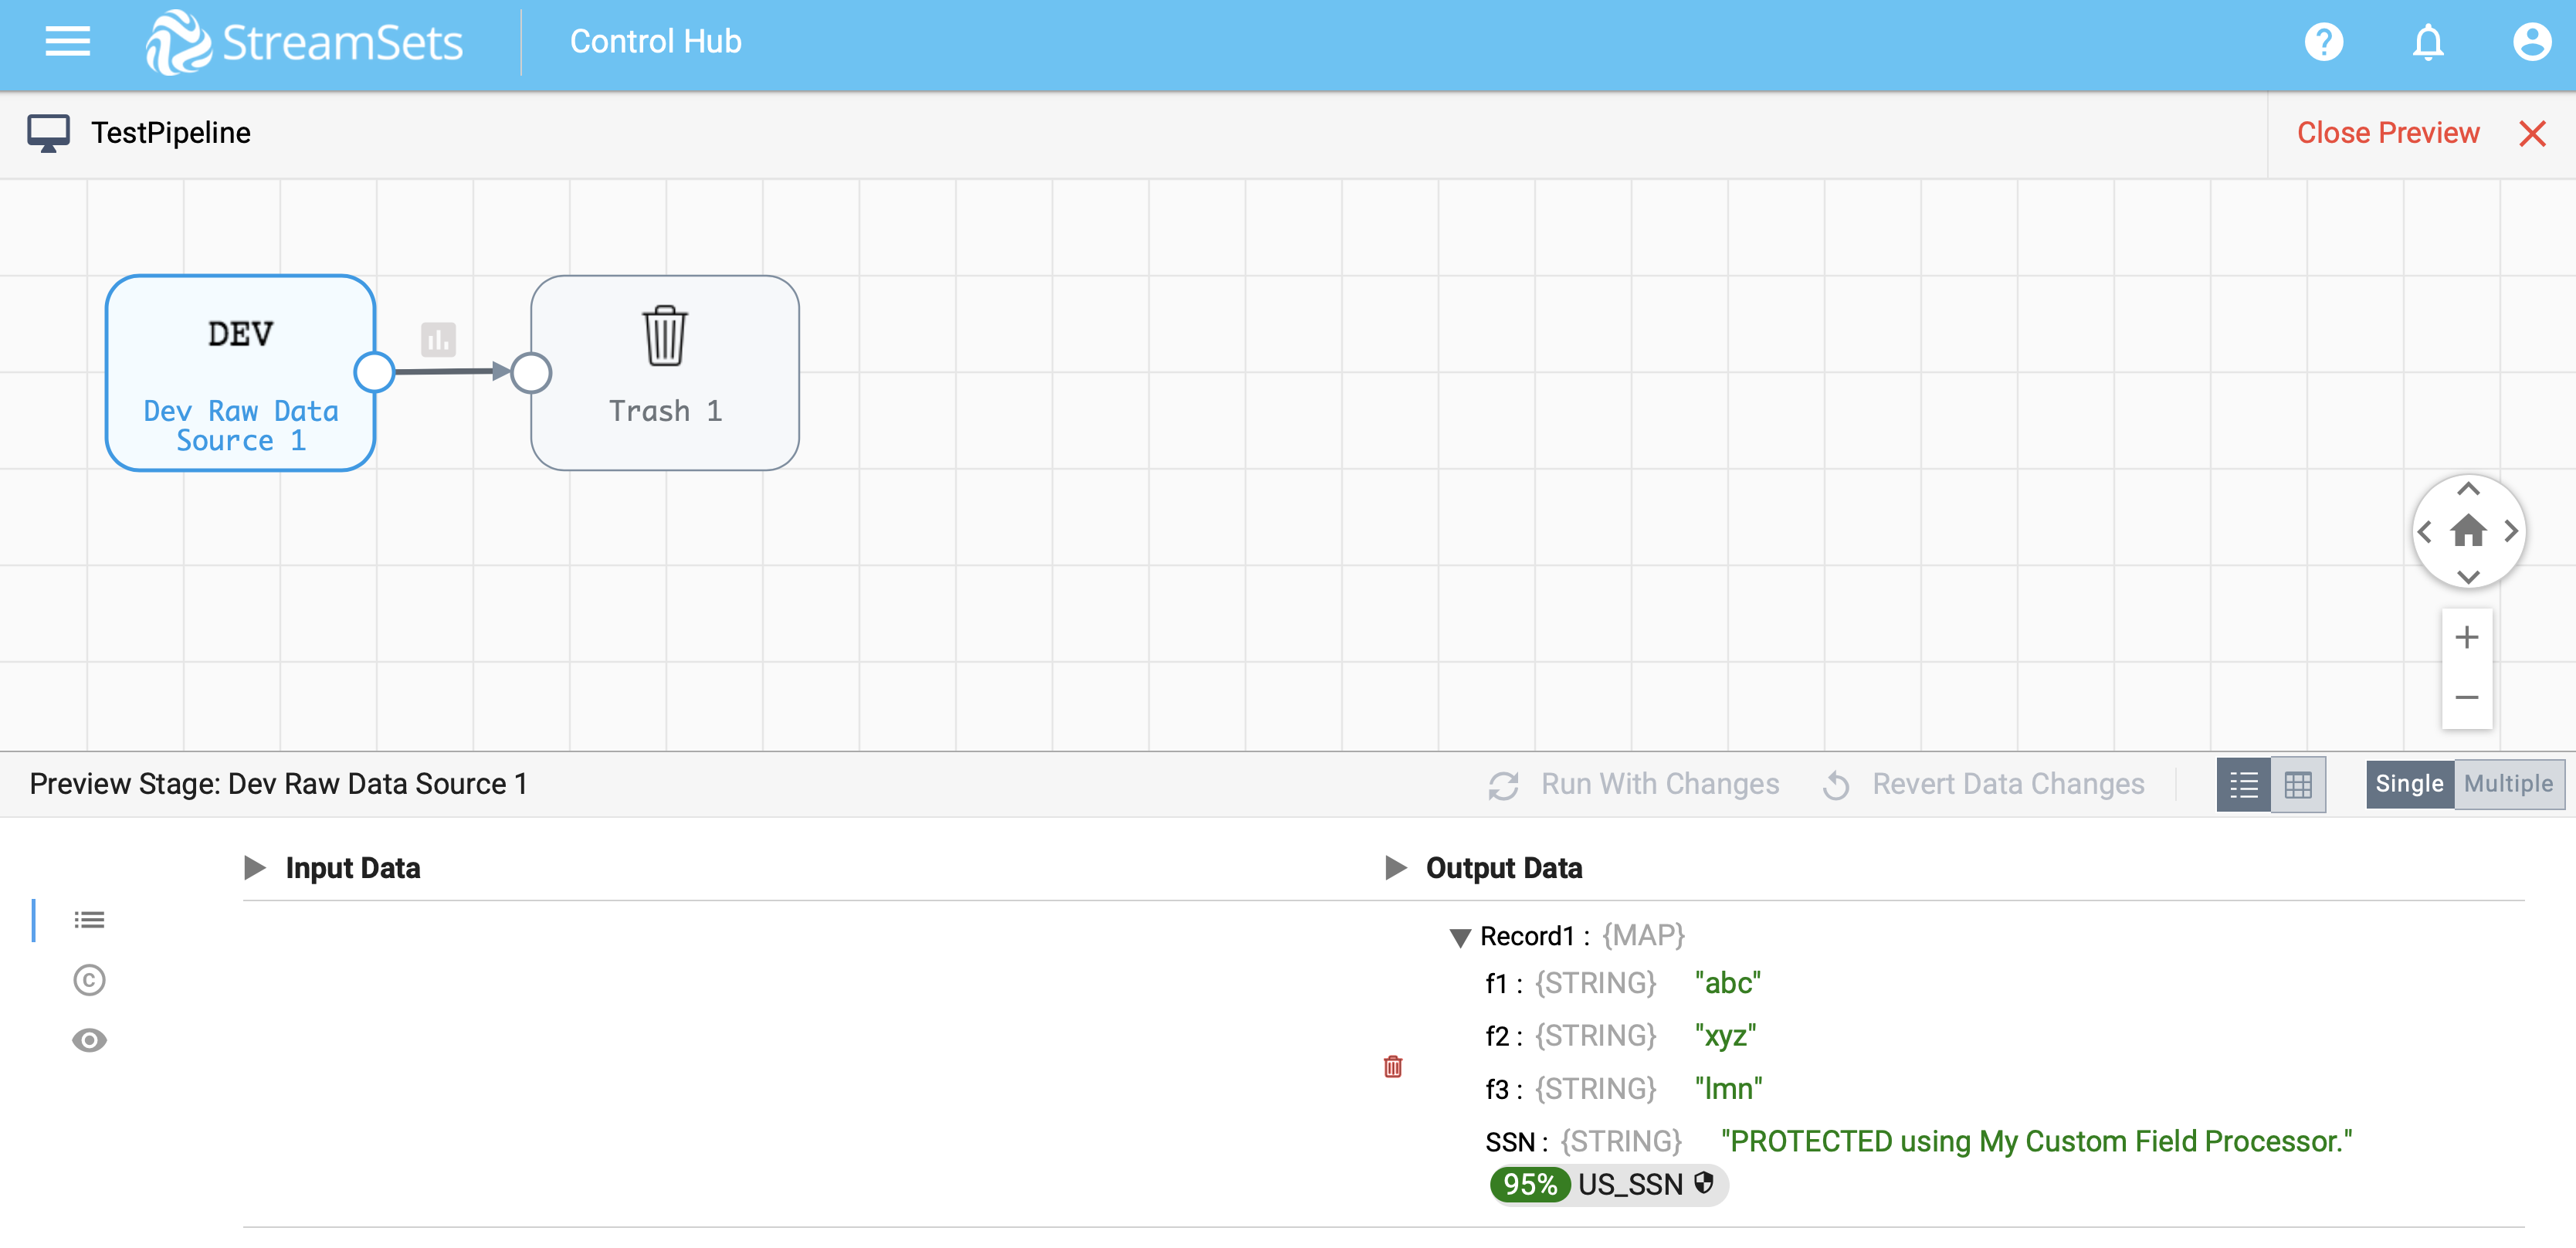 StreamSets
Control Hub
TestPipeline
Close Preview
DEV
Dev Raw Data
Source 1
Trash 1
Preview Stage: Dev Raw Data Source 1
Run With Changes
Revert Data Changes
Single
Multiple
Input Data
Output Data
Record1 : {MAP}
f1 : {STRING} "abc"
f2 : {STRING} "xyz"
f3 : {STRING} "lmn"
SSN : {STRING} "PROTECTED using My Custom Field Processor."
95% US_SSN